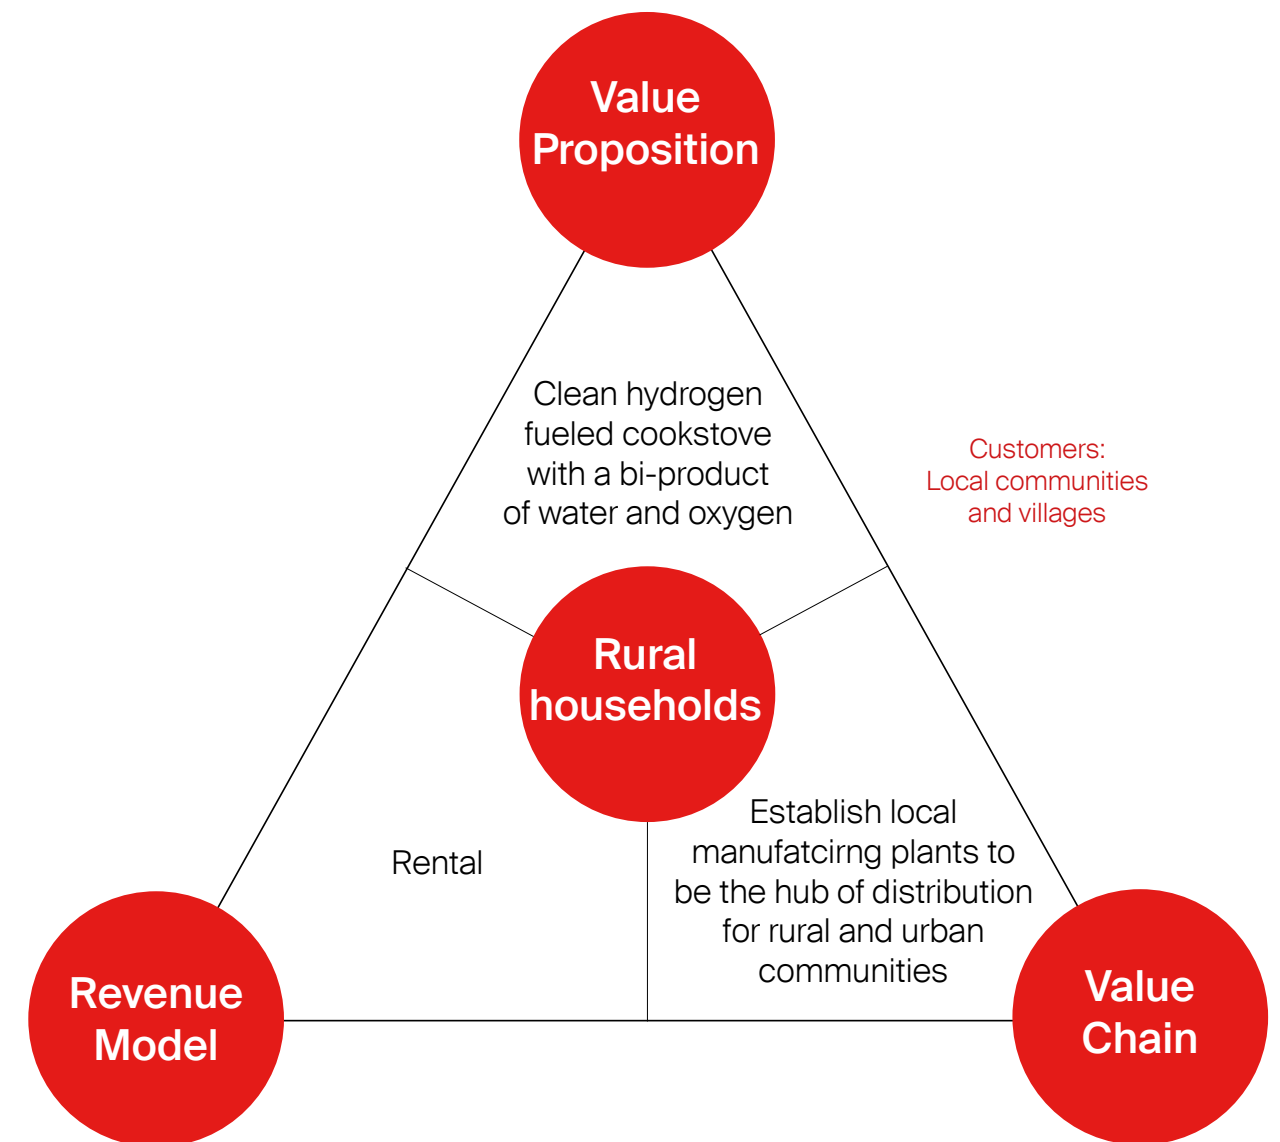 Value
Proposition
Clean hydrogen
fueled cookstove
with a bi-product
of water and oxygen
Customers:
Local communities
and villages
Rural
households
Rental
Establish local
manufatcirng plants to
be the hub of distribution
for rural and urban
communities
Revenue
Model
Value
Chain